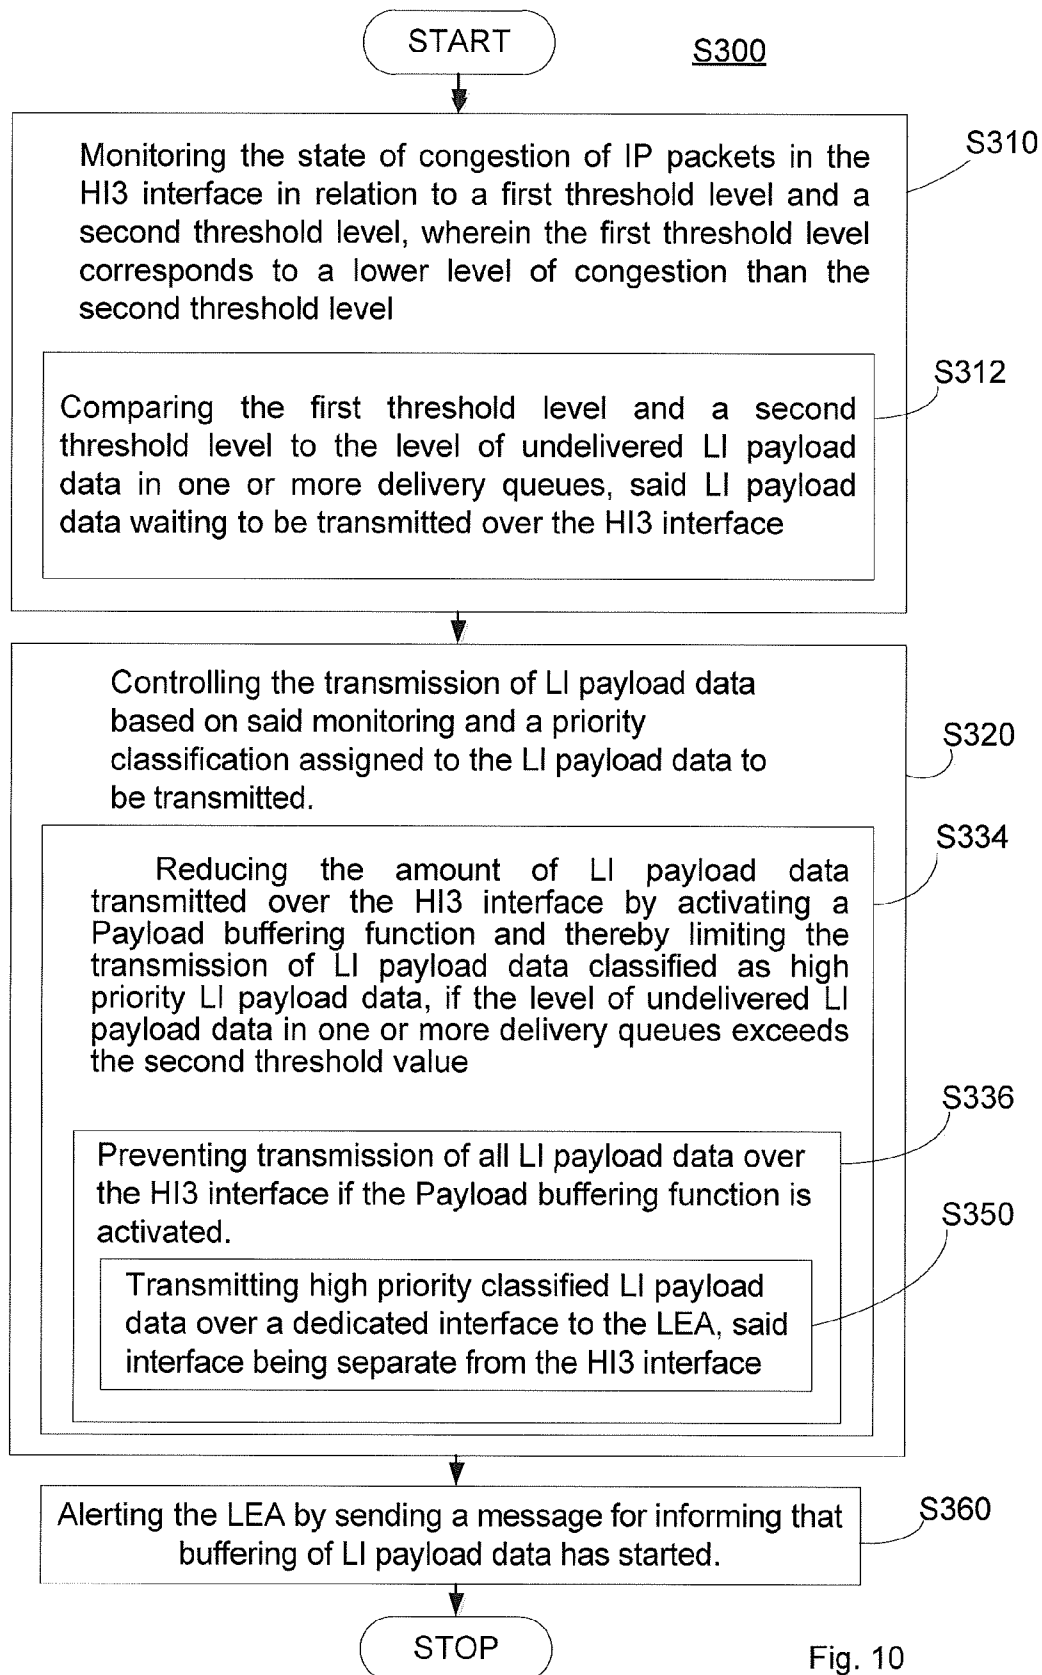 START
S300
S310
Monitoring the state of congestion of IP packets in the
HI3 interface in relation to a first threshold level and a
second threshold level, wherein the first threshold level
corresponds to a lower level of congestion than the
second threshold level
S312
Comparing the first threshold level and a second
threshold level to the level of undelivered LI payload
data in one or more delivery queues, said LI payload
data waiting to be transmitted over the HI3 interface
Controlling the transmission of LI payload data
based on said monitoring and a priority
classification assigned to the LI payload data to
be transmitted.
S320
S334
Reducing the amount of LI payload data
transmitted over the HI3 interface by activating a
Payload buffering function and thereby limiting the
transmission of LI payload data classified as high
priority LI payload data, if the level of undelivered LI
payload data in one or more delivery queues exceeds
the second threshold value
S336
Preventing transmission of all LI payload data over
the HI3 interface if the Payload buffering function is
activated.
S350
Transmitting high priority classified LI payload
data over a dedicated interface to the LEA, said
interface being separate from the HI3 interface
Alerting the LEA by sending a message for informing that
buffering of LI payload data has started.
S360
STOP
Fig. 10